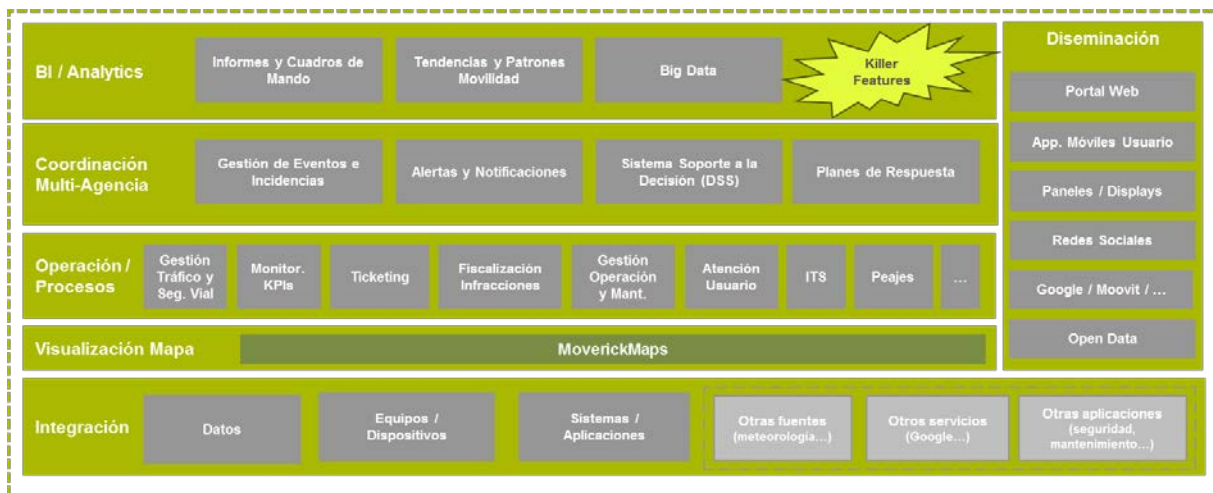 BI / Analytics
Informes y Cuadros de
Mando
Tendencias y Patrones
Movilidad
Big Data
Killer
Features
Coordinación
Multi-Agencia
Gestión de Eventos e
Incidencias
Alertas y Notificaciones
Sistema Soporte a la
Decisión (DSS)
Planes de Respuesta
Operación /
Procesos
Gestión
Tráfico y
Seg. Vial
Monitor.
KPIs
Ticketing
Fiscalización
Infracciones
Gestión
Operación
y Mant.
Atención
Usuario
ITS
Peajes
...
Visualización Mapa
MoverickMaps
Diseminación
Portal Web
App. Móviles Usuario
Paneles / Displays
Redes Sociales
Google / Moovit / ...
Open Data
Integración
Datos
Equipos /
Dispositivos
Sistemas /
Aplicaciones
Otras fuentes
(meteorología...)
Otros servicios
(Google...)
Otras aplicaciones
(seguridad,
mantenimiento...)